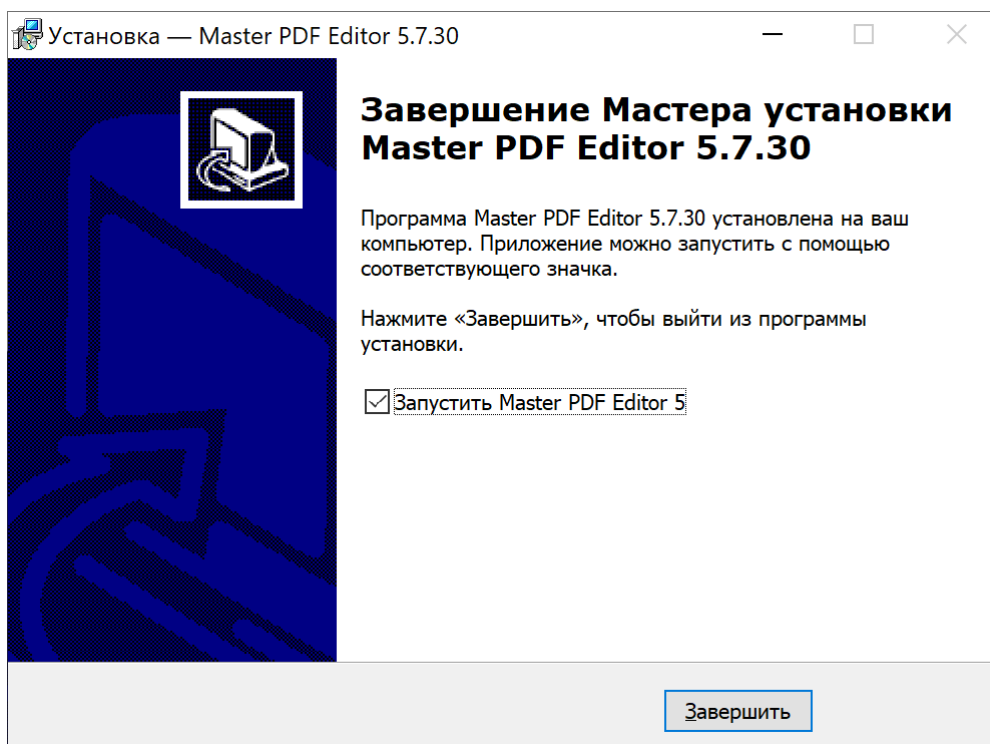 Установка — Master PDF Editor 5.7.30
Завершение Мастера установки
Master PDF Editor 5.7.30
Программа Master PDF Editor 5.7.30 установлена на ваш
компьютер. Приложение можно запустить с помощью
соответствующего значка.
Нажмите «Завершить», чтобы выйти из программы
установки.
Запустить Master PDF Editor 5
Завершить